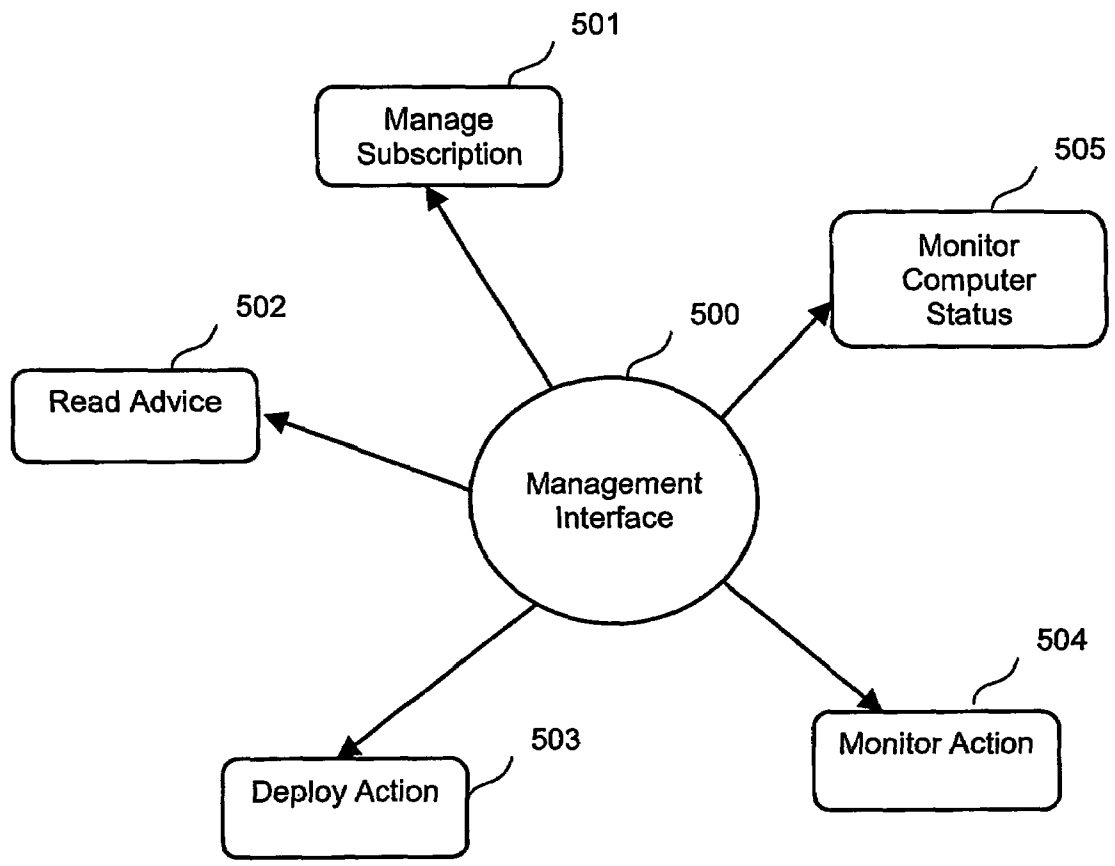 501
Manage
Subscription
505
Monitor
Computer
Status
502
Read Advice
500
Management
Interface
504
Monitor Action
503
Deploy Action